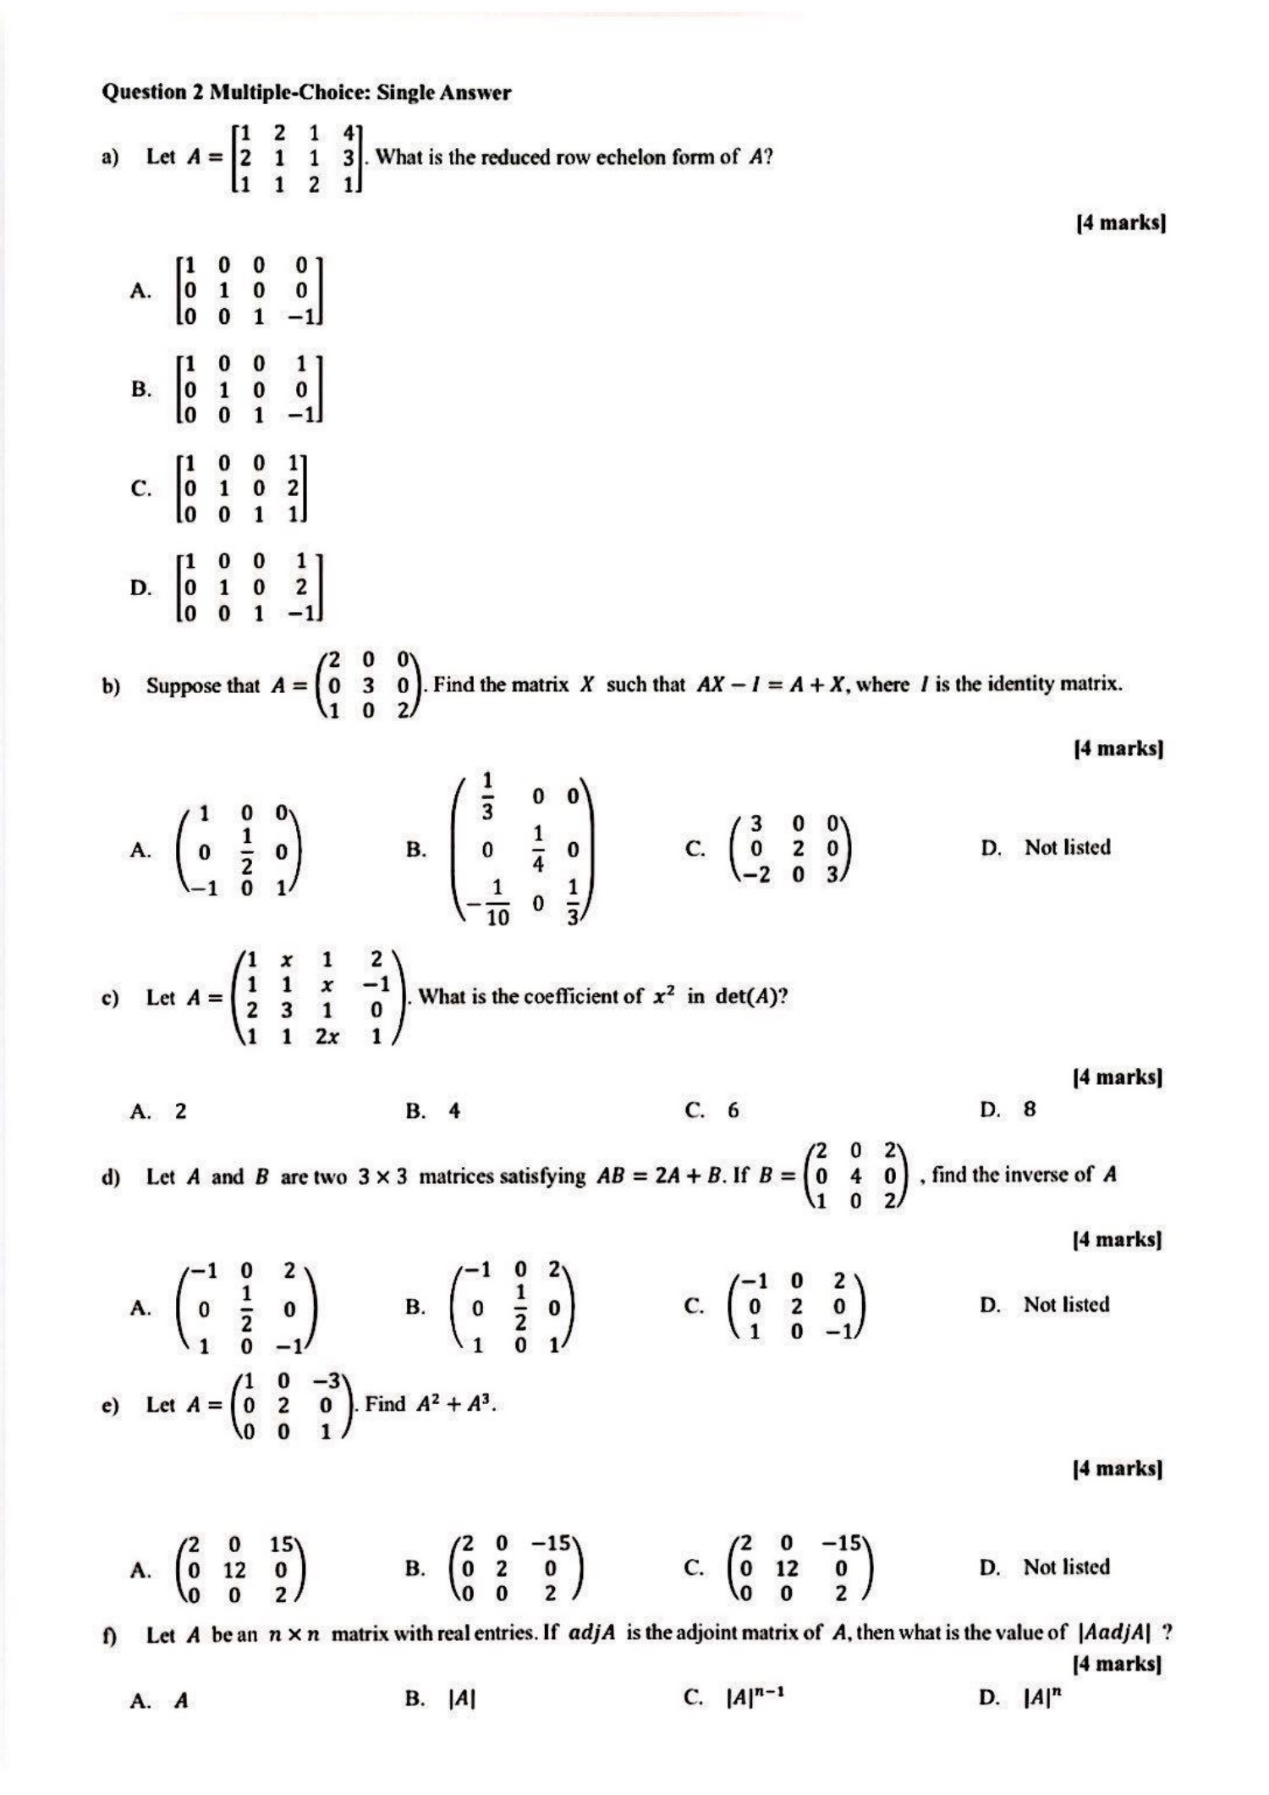 Question 2 Multiple-Choice: Single Answer
a) Let A = [1 2 1 4; 2 1 1 3; 1 1 2 1]. What is the reduced row echelon form of A?
[4 marks]
A. [1 0 0 0; 0 1 0 0; 0 0 1 −1]
B. [1 0 0 1; 0 1 0 0; 0 0 1 −1]
C. [1 0 0 1; 0 1 0 2; 0 0 1 1]
D. [1 0 0 1; 0 1 0 2; 0 0 1 −1]
b) Suppose that A = (2 0 0; 0 3 0; 1 0 2). Find the matrix X such that AX − I = A + X, where I is the identity matrix.
[4 marks]
A. (1 0 0; 0 1/2 0; −1 0 1) B. (1/3 0 0; 0 1/4 0; −1/10 0 1/3) C. (3 0 0; 0 2 0; −2 0 3) D. Not listed
c) Let A = (1 x 1 2; 1 1 x −1; 2 3 1 0; 1 1 2x 1). What is the coefficient of x² in det(A)?
[4 marks]
A. 2 B. 4 C. 6 D. 8
d) Let A and B are two 3 × 3 matrices satisfying AB = 2A + B. If B = (2 0 2; 0 4 0; 1 0 2), find the inverse of A
[4 marks]
A. (−1 0 2; 0 1/2 0; 1 0 −1) B. (−1 0 2; 0 1/2 0; 1 0 1) C. (−1 0 2; 0 2 0; 1 0 −1) D. Not listed
e) Let A = (1 0 −3; 0 2 0; 0 0 1). Find A² + A³.
[4 marks]
A. (2 0 15; 0 12 0; 0 0 2) B. (2 0 −15; 0 2 0; 0 0 2) C. (2 0 −15; 0 12 0; 0 0 2) D. Not listed
f) Let A be an n × n matrix with real entries. If adjA is the adjoint matrix of A, then what is the value of |AadjA| ?
[4 marks]
A. A B. |A| C. |A|ⁿ⁻¹ D. |A|ⁿ